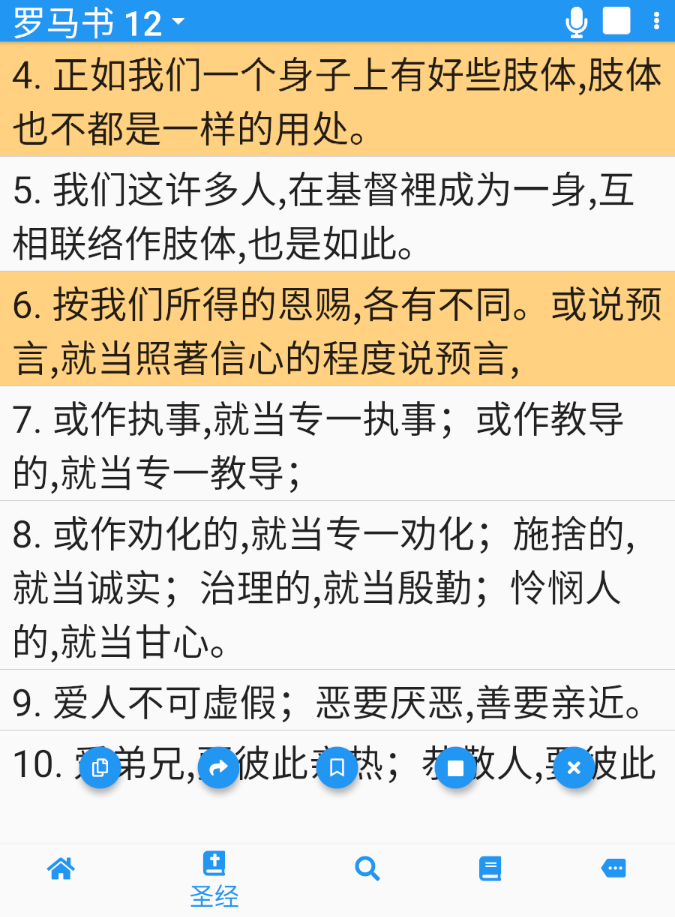 罗马书 12
4. 正如我们一个身子上有好些肢体,肢体
也不都是一样的用处。
5. 我们这许多人,在基督裡成为一身,互
相联络作肢体,也是如此。
6. 按我们所得的恩赐,各有不同。或说预
言,就当照著信心的程度说预言,
7. 或作执事,就当专一执事；或作教导
的,就当专一教导；
8. 或作劝化的,就当专一劝化；施捨的,
就当诚实；治理的,就当殷勤；怜悯人
的,就当甘心。
9. 爱人不可虚假；恶要厌恶,善要亲近。
10. 爱弟兄,要彼此亲热；恭敬人,要彼此
圣经